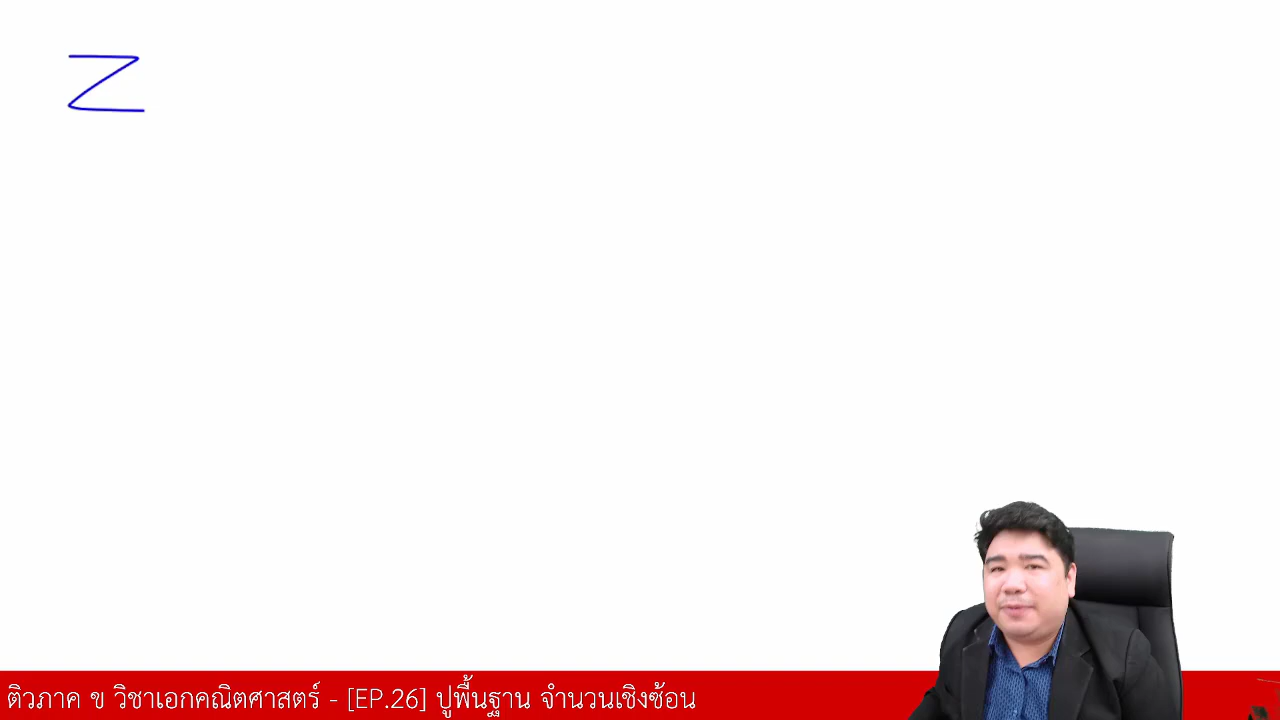 Z
ติวภาค ข วิชาเอกคณิตศาสตร์ - [EP.26] ปูพื้นฐาน จำนวนเชิงซ้อน